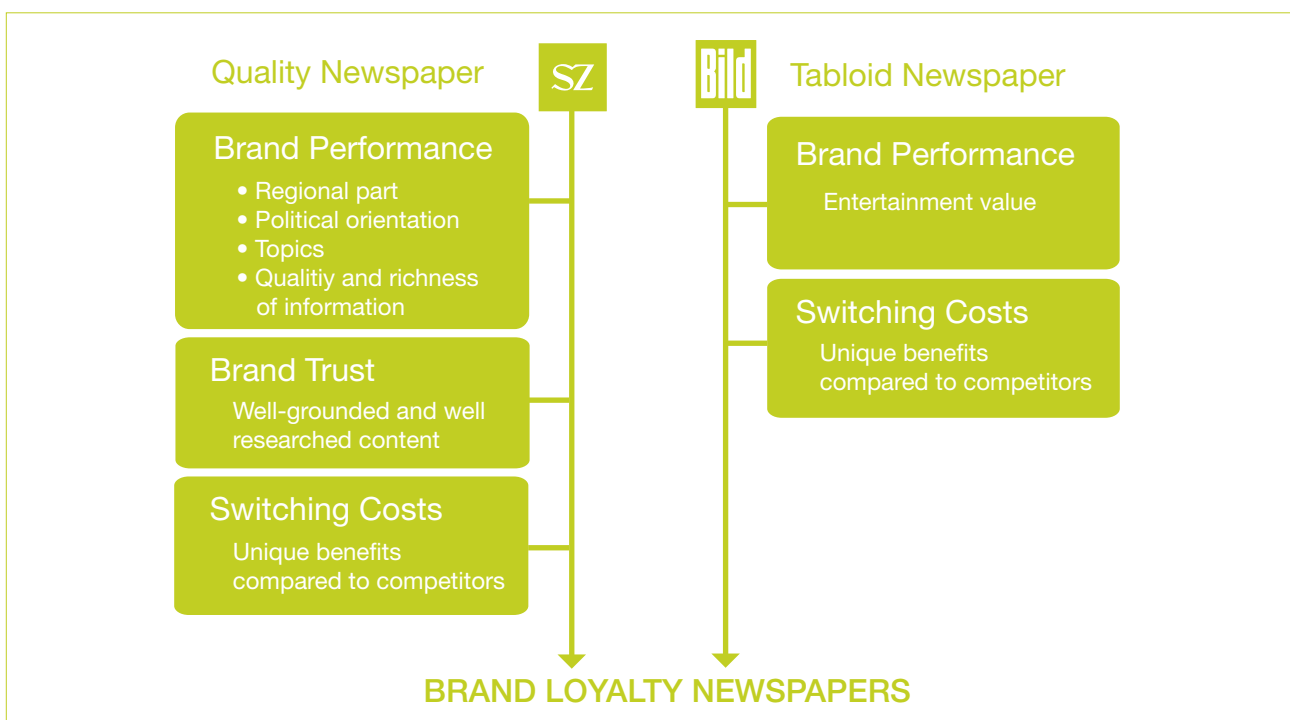 Quality Newspaper
SZ
Brand Performance
• Regional part
• Political orientation
• Topics
• Qualitiy and richness
of information
Brand Trust
Well-grounded and well
researched content
Switching Costs
Unique benefits
compared to competitors
Bild
Tabloid Newspaper
Brand Performance
Entertainment value
Switching Costs
Unique benefits
compared to competitors
BRAND LOYALTY NEWSPAPERS